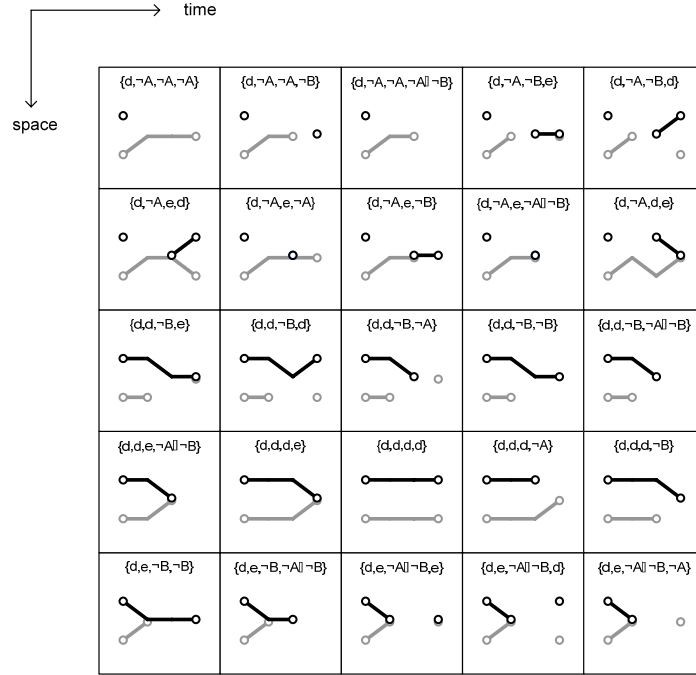 time
space
{d,¬A,¬A,¬A} {d,¬A,¬A,¬B} {d,¬A,¬A,¬A▯¬B} {d,¬A,¬B,e} {d,¬A,¬B,d}
{d,¬A,e,d} {d,¬A,e,¬A} {d,¬A,e,¬B} {d,¬A,e,¬A▯¬B} {d,¬A,d,e}
{d,d,¬B,e} {d,d,¬B,d} {d,d,¬B,¬A} {d,d,¬B,¬B} {d,d,¬B,¬A▯¬B}
{d,d,e,¬A▯¬B} {d,d,d,e} {d,d,d,d} {d,d,d,¬A} {d,d,d,¬B}
{d,e,¬B,¬B} {d,e,¬B,¬A▯¬B} {d,e,¬A▯¬B,e} {d,e,¬A▯¬B,d} {d,e,¬A▯¬B,¬A}